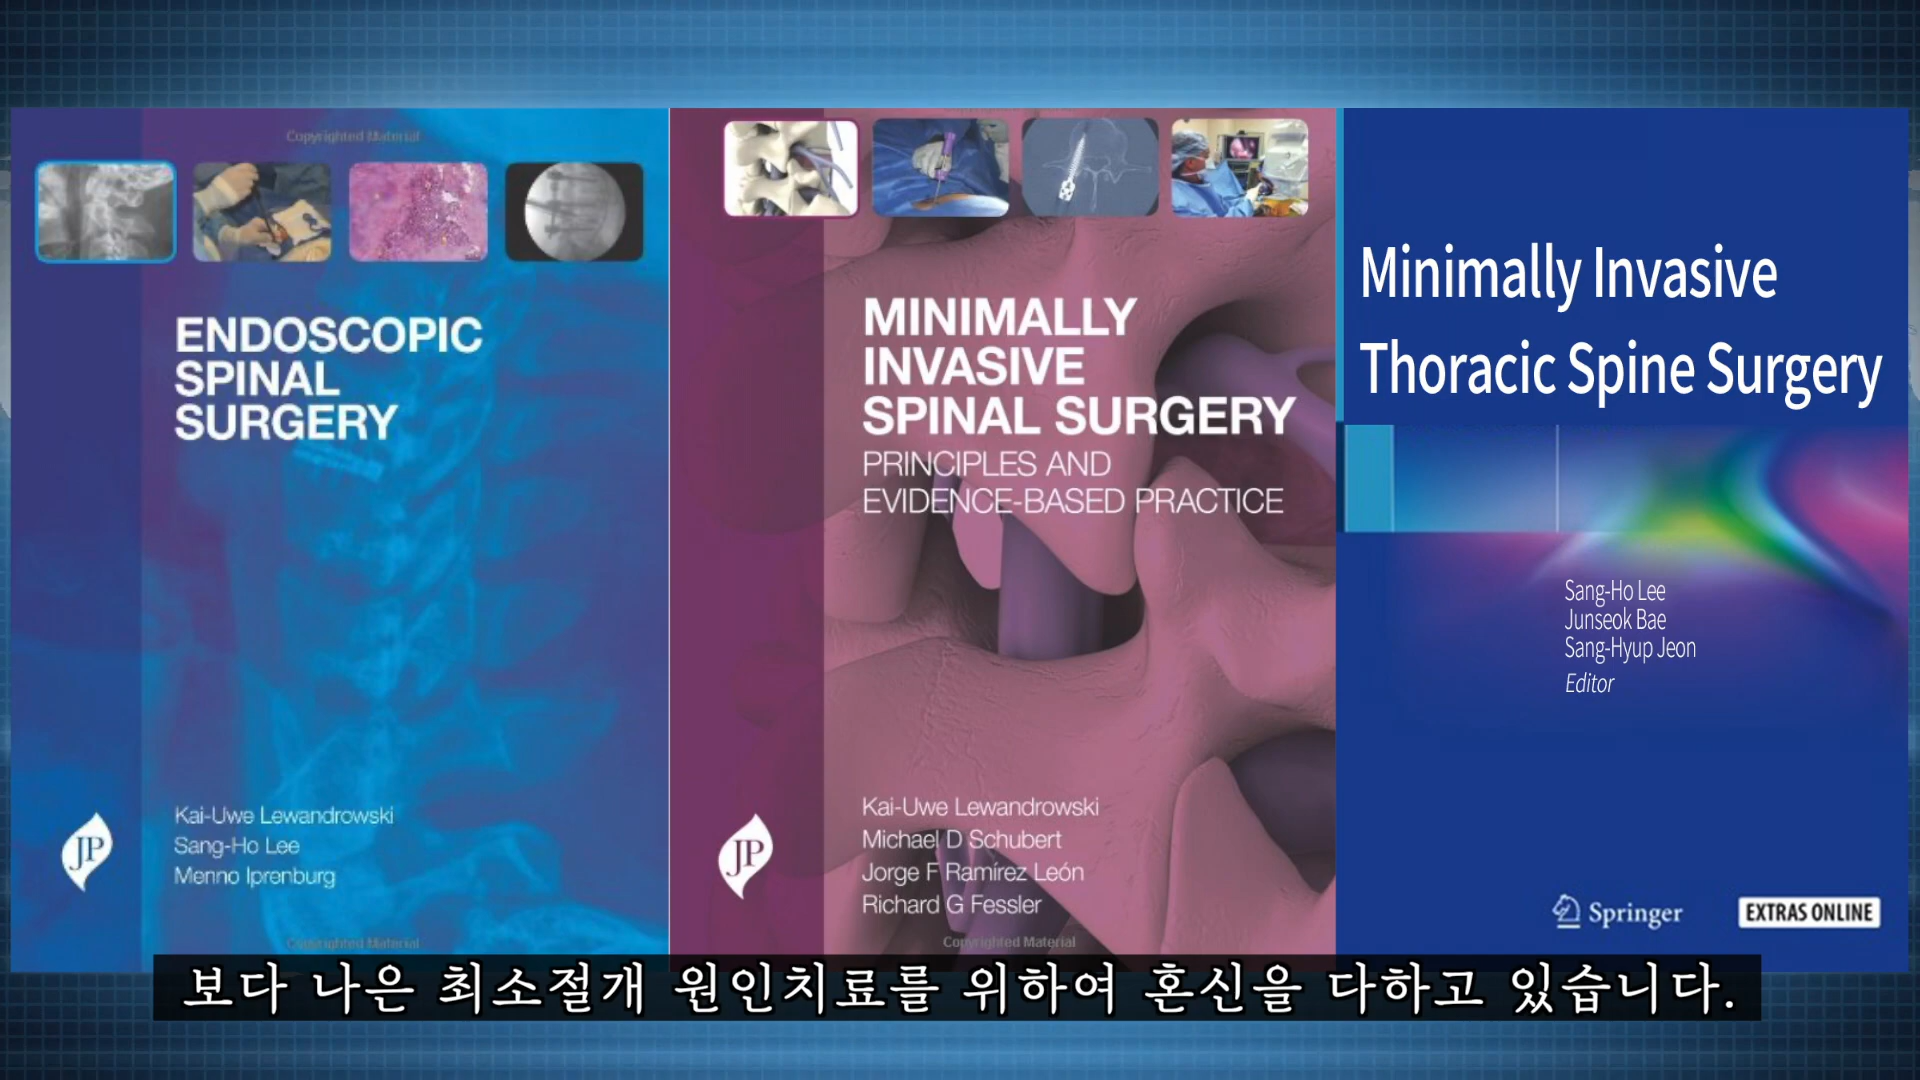 Copyrighted Material
ENDOSCOPIC
SPINAL
SURGERY
Kai-Uwe Lewandrowski
Sang-Ho Lee
Menno Iprenburg
JP
Copyrighted Material
MINIMALLY
INVASIVE
SPINAL SURGERY
PRINCIPLES AND
EVIDENCE-BASED PRACTICE
Kai-Uwe Lewandrowski
Michael D Schubert
Jorge F Ramírez León
Richard G Fessler
JP
Copyrighted Material
Minimally Invasive
Thoracic Spine Surgery
Sang-Ho Lee
Junseok Bae
Sang-Hyup Jeon
Editor
Springer
EXTRAS ONLINE
보다 나은 최소절개 원인치료를 위하여 혼신을 다하고 있습니다.